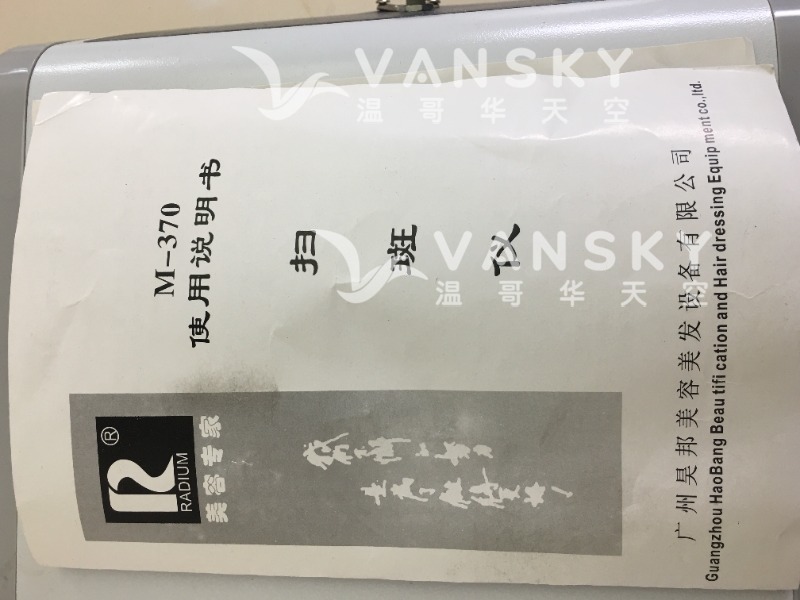 M-370
使用说明书
扫 斑 仪
®
RADIUM
美容专家
广州昊邦美容美发设备有限公司
Guangzhou HaoBang Beau tifi cation and Hair dressing Equip ment co.,ltd.
VANSKY
温哥华天空
VANSKY
温哥华天空